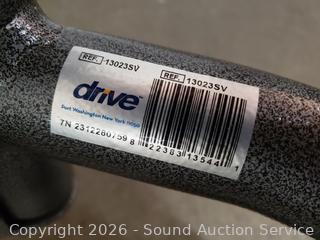 REF. 13023SV
REF. 13023SV
drive™
Port Washington New York 11050
TN 2312280759
8 22383 13544 1
Copyright 2026 - Sound Auction Service